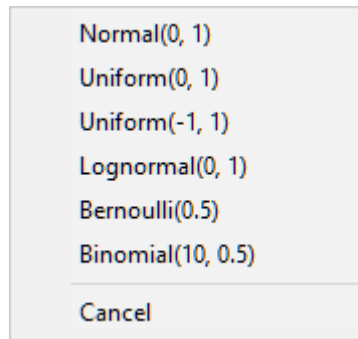 Normal(0, 1)
Uniform(0, 1)
Uniform(-1, 1)
Lognormal(0, 1)
Bernoulli(0.5)
Binomial(10, 0.5)
Cancel